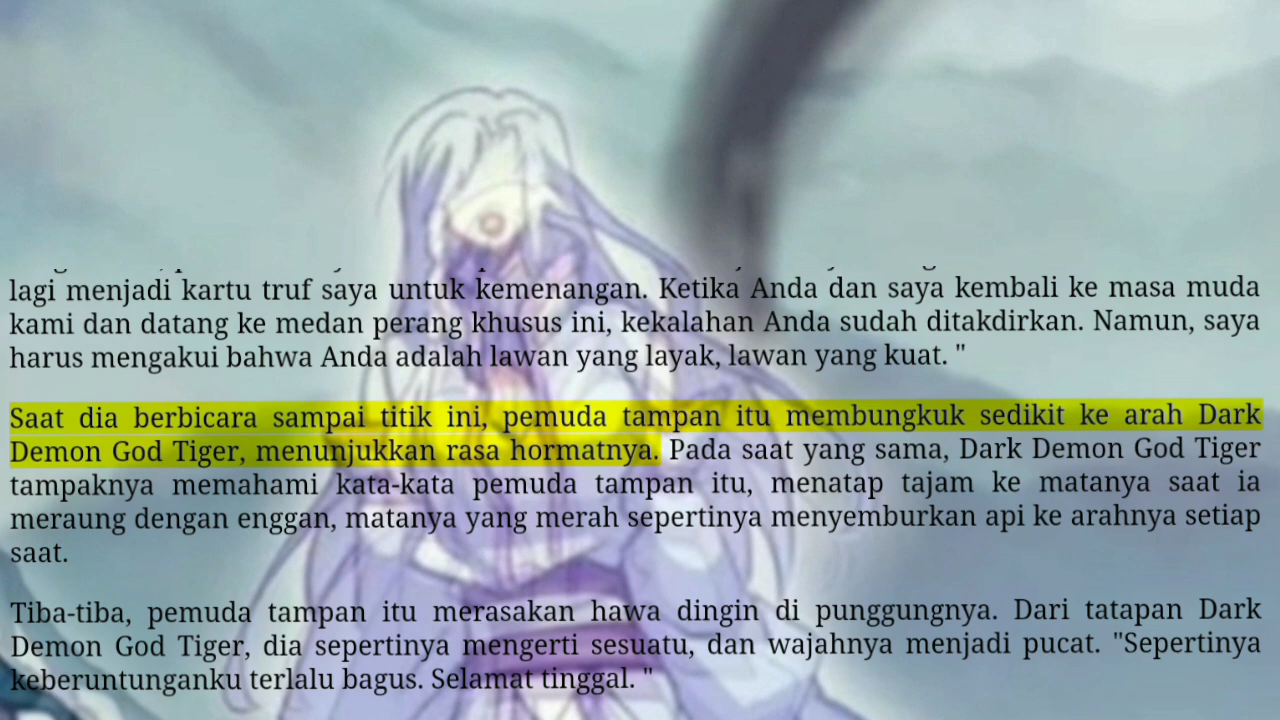 lagi menjadi kartu truf saya untuk kemenangan. Ketika Anda dan saya kembali ke masa muda
kami dan datang ke medan perang khusus ini, kekalahan Anda sudah ditakdirkan. Namun, saya
harus mengakui bahwa Anda adalah lawan yang layak, lawan yang kuat. "
Saat dia berbicara sampai titik ini, pemuda tampan itu membungkuk sedikit ke arah Dark
Demon God Tiger, menunjukkan rasa hormatnya. Pada saat yang sama, Dark Demon God Tiger
tampaknya memahami kata-kata pemuda tampan itu, menatap tajam ke matanya saat ia
meraung dengan enggan, matanya yang merah sepertinya menyemburkan api ke arahnya setiap
saat.
Tiba-tiba, pemuda tampan itu merasakan hawa dingin di punggungnya. Dari tatapan Dark
Demon God Tiger, dia sepertinya mengerti sesuatu, dan wajahnya menjadi pucat. "Sepertinya
keberuntunganku terlalu bagus. Selamat tinggal. "